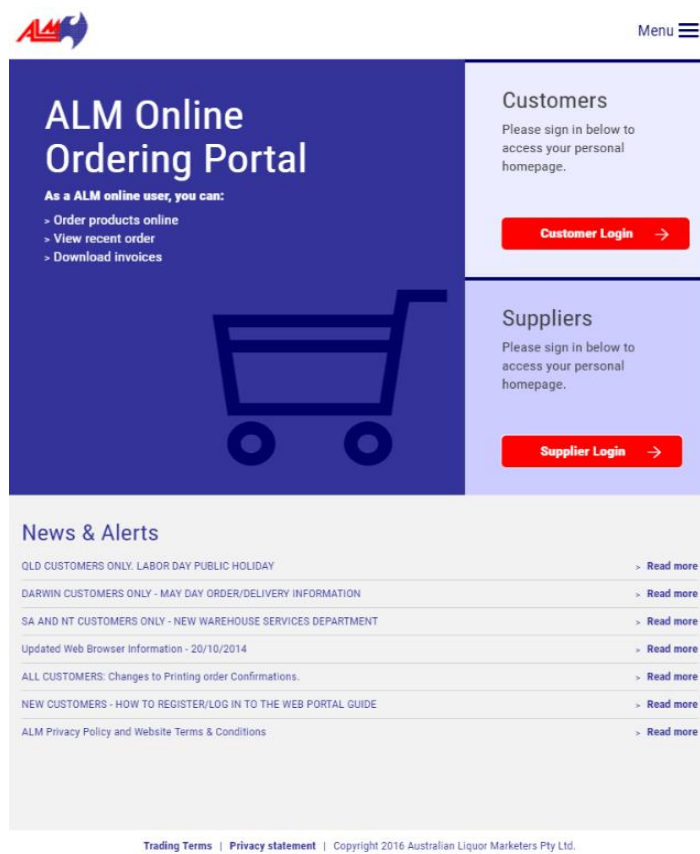 ALM
Menu
ALM Online
Ordering Portal
As a ALM online user, you can:
> Order products online
> View recent order
> Download invoices
Customers
Please sign in below to
access your personal
homepage.
Customer Login →
Suppliers
Please sign in below to
access your personal
homepage.
Supplier Login →
News & Alerts
QLD CUSTOMERS ONLY. LABOR DAY PUBLIC HOLIDAY > Read more
DARWIN CUSTOMERS ONLY - MAY DAY ORDER/DELIVERY INFORMATION > Read more
SA AND NT CUSTOMERS ONLY - NEW WAREHOUSE SERVICES DEPARTMENT > Read more
Updated Web Browser Information - 20/10/2014 > Read more
ALL CUSTOMERS: Changes to Printing order Confirmations. > Read more
NEW CUSTOMERS - HOW TO REGISTER/LOG IN TO THE WEB PORTAL GUIDE > Read more
ALM Privacy Policy and Website Terms & Conditions > Read more
Trading Terms | Privacy statement | Copyright 2016 Australian Liquor Marketers Pty Ltd.